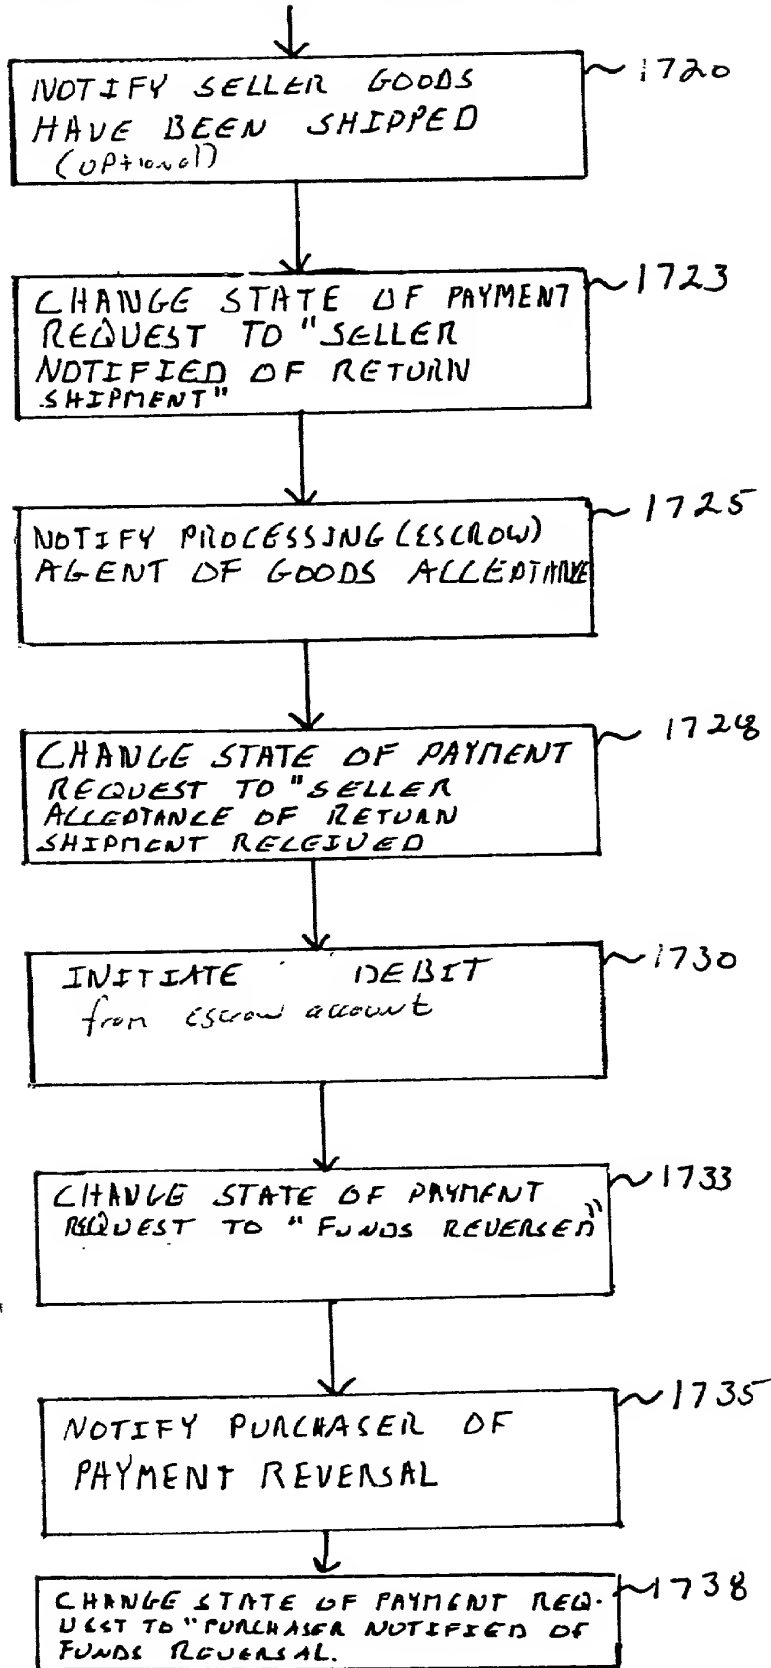 NOTIFY SELLER GOODS
HAVE BEEN SHIPPED
(optional)
1720
CHANGE STATE OF PAYMENT
REQUEST TO "SELLER
NOTIFIED OF RETURN
SHIPMENT"
1723
NOTIFY PROCESSING (ESCROW)
AGENT OF GOODS ACCEPTANCE
1725
CHANGE STATE OF PAYMENT
REQUEST TO "SELLER
ACCEPTANCE OF RETURN
SHIPMENT RECEIVED
1728
INITIATE DEBIT
from escrow account
1730
CHANGE STATE OF PAYMENT
REQUEST TO "FUNDS REVERSED"
1733
NOTIFY PURCHASER OF
PAYMENT REVERSAL
1735
CHANGE STATE OF PAYMENT REQ-
UEST TO "PURCHASER NOTIFIED OF
FUNDS REVERSAL.
1738